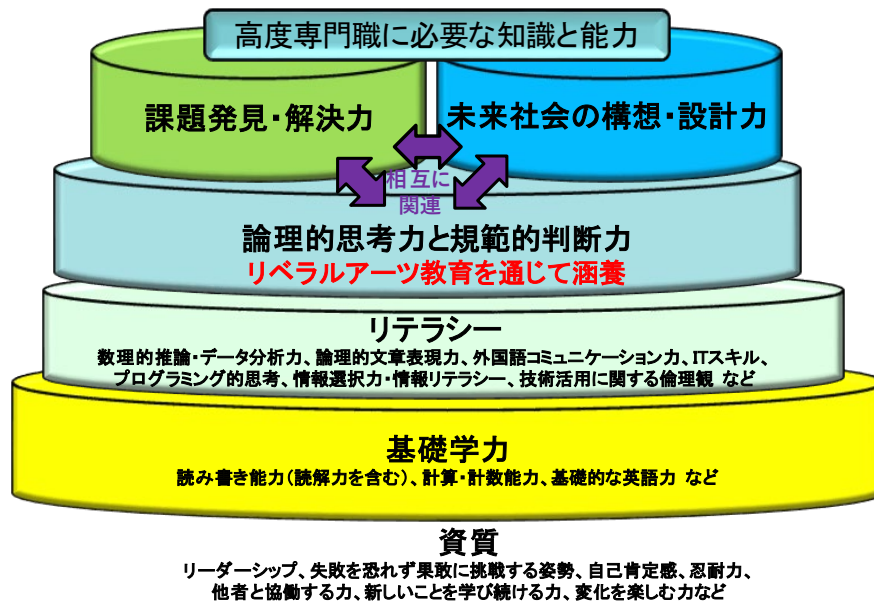 高度専門職に必要な知識と能力
課題発見・解決力
未来社会の構想・設計力
相互に
関連
論理的思考力と規範的判断力
リベラルアーツ教育を通じて涵養
リテラシー
数理的推論・データ分析力、論理的文章表現力、外国語コミュニケーション力、ITスキル、
プログラミング的思考、情報選択力・情報リテラシー、技術活用に関する倫理観 など
基礎学力
読み書き能力(読解力を含む)、計算・計数能力、基礎的な英語力 など
資質
リーダーシップ、失敗を恐れず果敢に挑戦する姿勢、自己肯定感、忍耐力、
他者と協働する力、新しいことを学び続ける力、変化を楽しむ力など